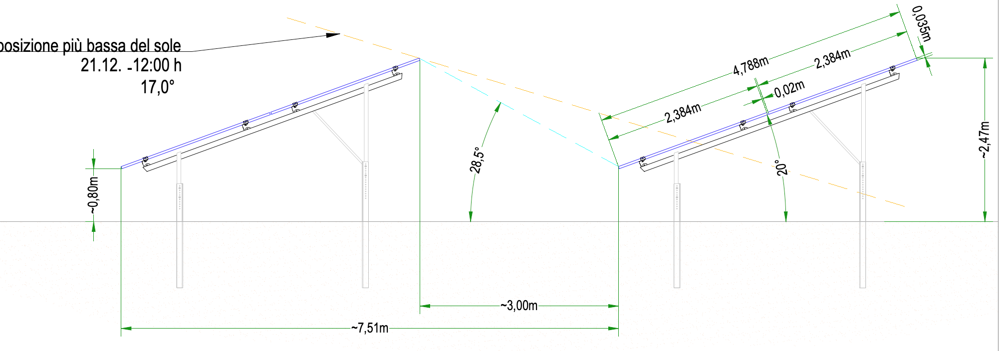 posizione più bassa del sole
21.12. -12:00 h
17,0°
0,035m
4,788m
2,384m
0,02m
2,384m
28,5°
20°
~2,47m
~0,80m
~3,00m
~7,51m